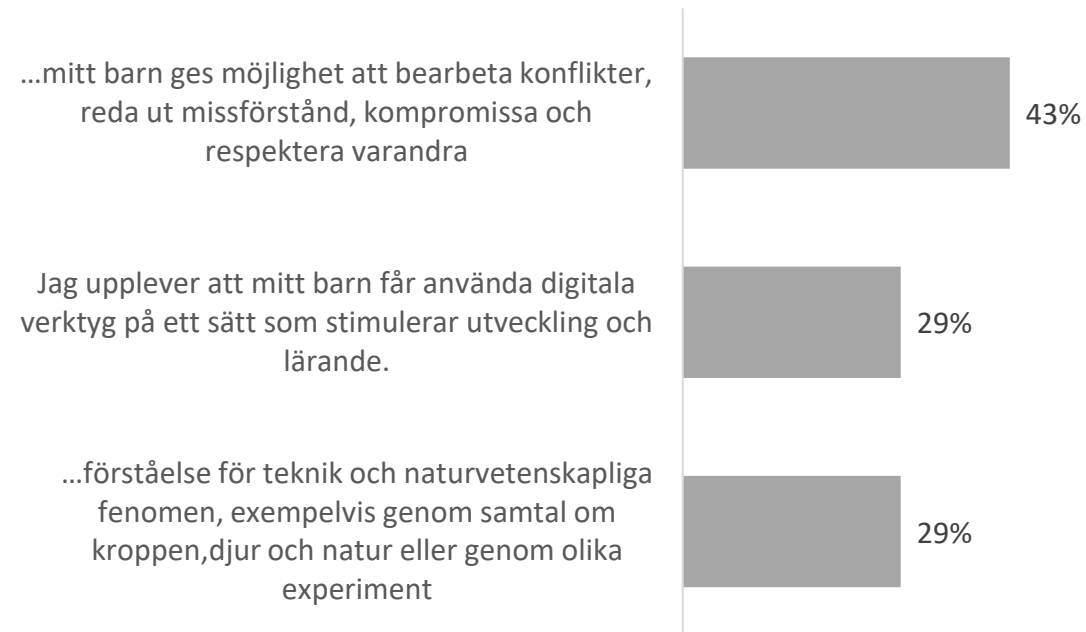 ...mitt barn ges möjlighet att bearbeta konflikter,
reda ut missförstånd, kompromissa och
respektera varandra
43%
Jag upplever att mitt barn får använda digitala
verktyg på ett sätt som stimulerar utveckling och
lärande.
29%
...förståelse för teknik och naturvetenskapliga
fenomen, exempelvis genom samtal om
kroppen,djur och natur eller genom olika
experiment
29%